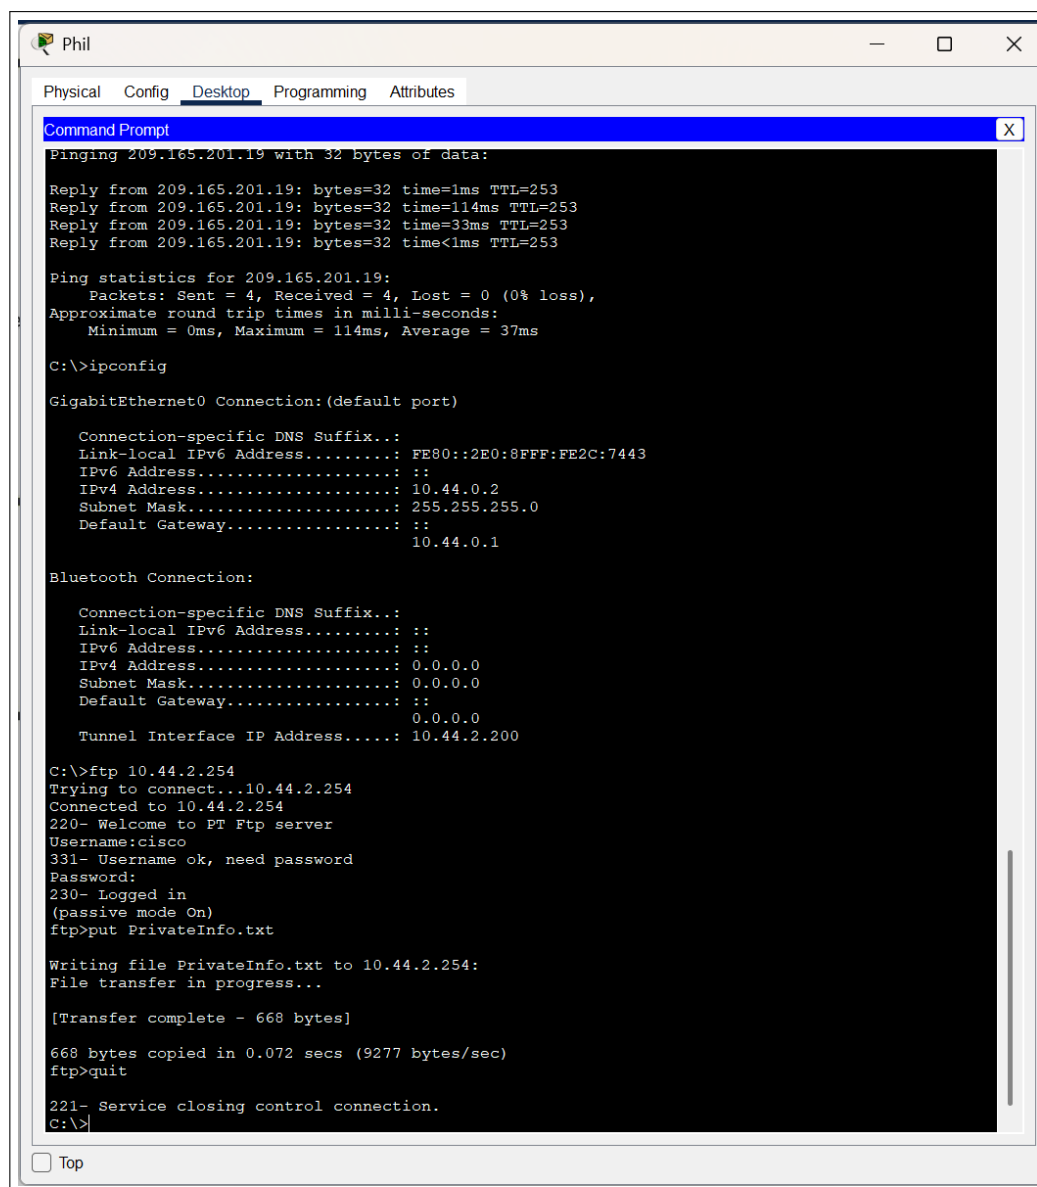 Phil
Physical Config Desktop Programming Attributes
Command Prompt X
Pinging 209.165.201.19 with 32 bytes of data:
Reply from 209.165.201.19: bytes=32 time=1ms TTL=253
Reply from 209.165.201.19: bytes=32 time=114ms TTL=253
Reply from 209.165.201.19: bytes=32 time=33ms TTL=253
Reply from 209.165.201.19: bytes=32 time<1ms TTL=253
Ping statistics for 209.165.201.19:
    Packets: Sent = 4, Received = 4, Lost = 0 (0% loss),
Approximate round trip times in milli-seconds:
    Minimum = 0ms, Maximum = 114ms, Average = 37ms
C:\>ipconfig
GigabitEthernet0 Connection:(default port)
   Connection-specific DNS Suffix..:
   Link-local IPv6 Address.........: FE80::2E0:8FFF:FE2C:7443
   IPv6 Address....................: ::
   IPv4 Address....................: 10.44.0.2
   Subnet Mask.....................: 255.255.255.0
   Default Gateway.................: ::
                                     10.44.0.1
Bluetooth Connection:
   Connection-specific DNS Suffix..:
   Link-local IPv6 Address.........: ::
   IPv6 Address....................: ::
   IPv4 Address....................: 0.0.0.0
   Subnet Mask.....................: 0.0.0.0
   Default Gateway.................: ::
                                     0.0.0.0
   Tunnel Interface IP Address.....: 10.44.2.200
C:\>ftp 10.44.2.254
Trying to connect...10.44.2.254
Connected to 10.44.2.254
220- Welcome to PT Ftp server
Username:cisco
331- Username ok, need password
Password:
230- Logged in
(passive mode On)
ftp>put PrivateInfo.txt
Writing file PrivateInfo.txt to 10.44.2.254:
File transfer in progress...
[Transfer complete - 668 bytes]
668 bytes copied in 0.072 secs (9277 bytes/sec)
ftp>quit
221- Service closing control connection.
C:\>
Top